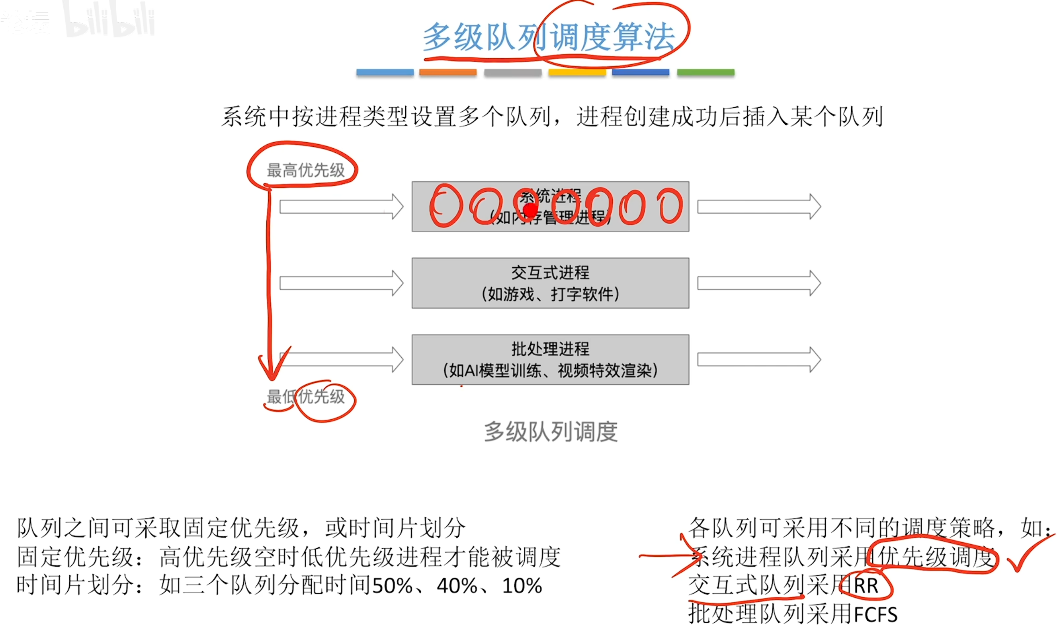 bilibili
多级队列调度算法
系统中按进程类型设置多个队列，进程创建成功后插入某个队列
最高优先级
系统进程
（如内存管理进程）
交互式进程
（如游戏、打字软件）
批处理进程
（如AI模型训练、视频特效渲染）
最低优先级
多级队列调度
队列之间可采取固定优先级，或时间片划分
固定优先级：高优先级空时低优先级进程才能被调度
时间片划分：如三个队列分配时间50%、40%、10%
各队列可采用不同的调度策略，如：
系统进程队列采用优先级调度
交互式队列采用RR
批处理队列采用FCFS